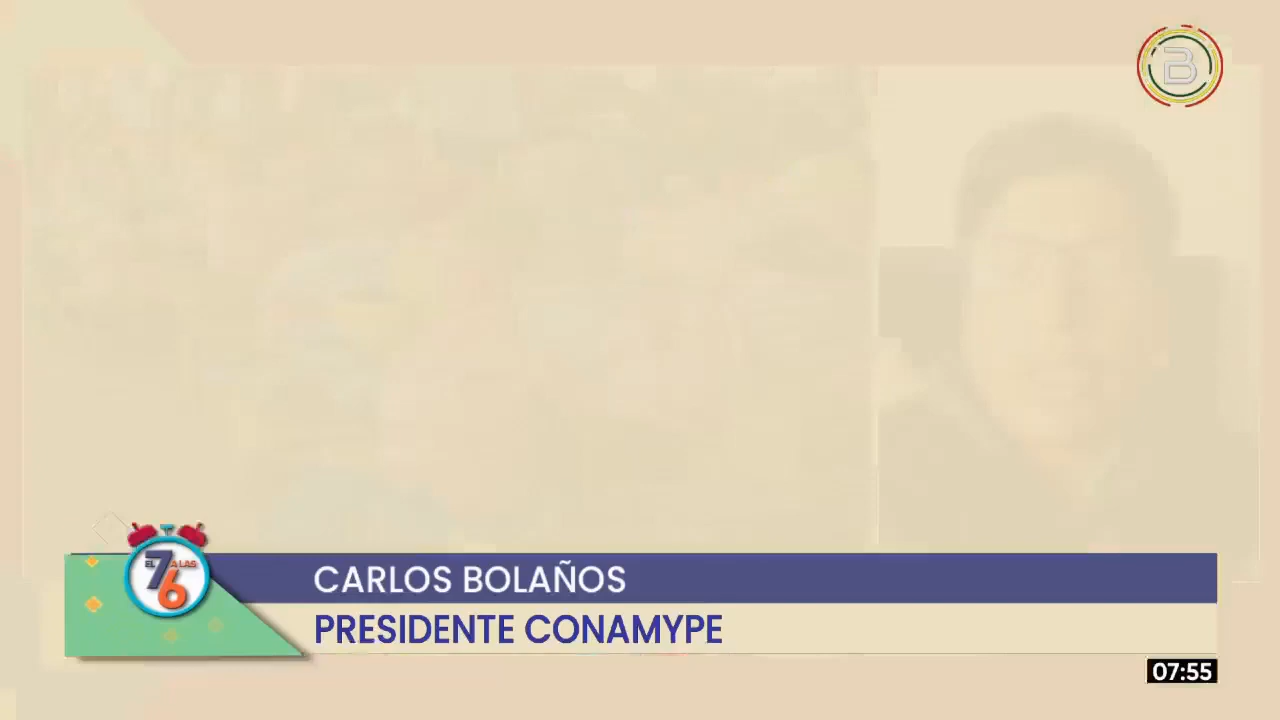 B
EL 7 A LAS 6
CARLOS BOLAÑOS
PRESIDENTE CONAMYPE
07:55